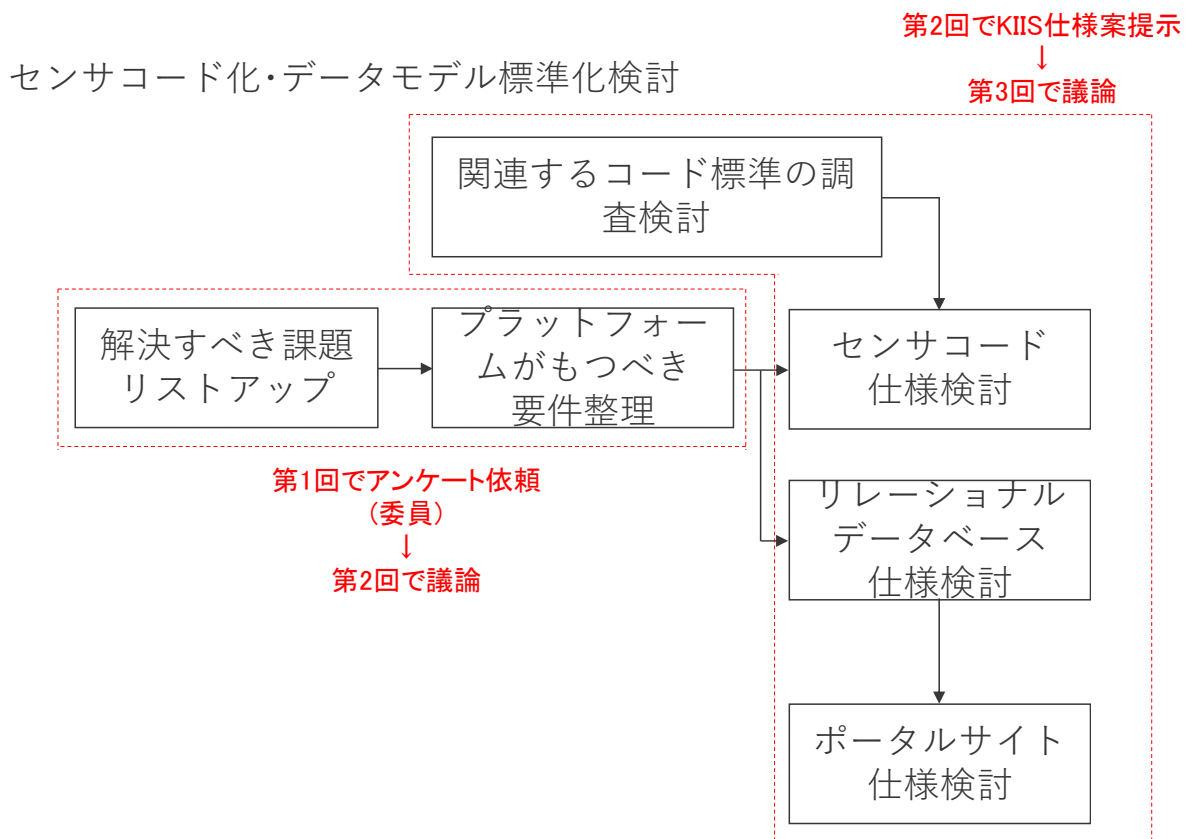 第2回でKIIS仕様案提示
↓
第3回で議論
センサコード化・データモデル標準化検討
関連するコード標準の調
査検討
解決すべき課題
リストアップ
プラットフォー
ムがもつべき
要件整理
センサコード
仕様検討
第1回でアンケート依頼
(委員)
↓
第2回で議論
リレーショナル
データベース
仕様検討
ポータルサイト
仕様検討